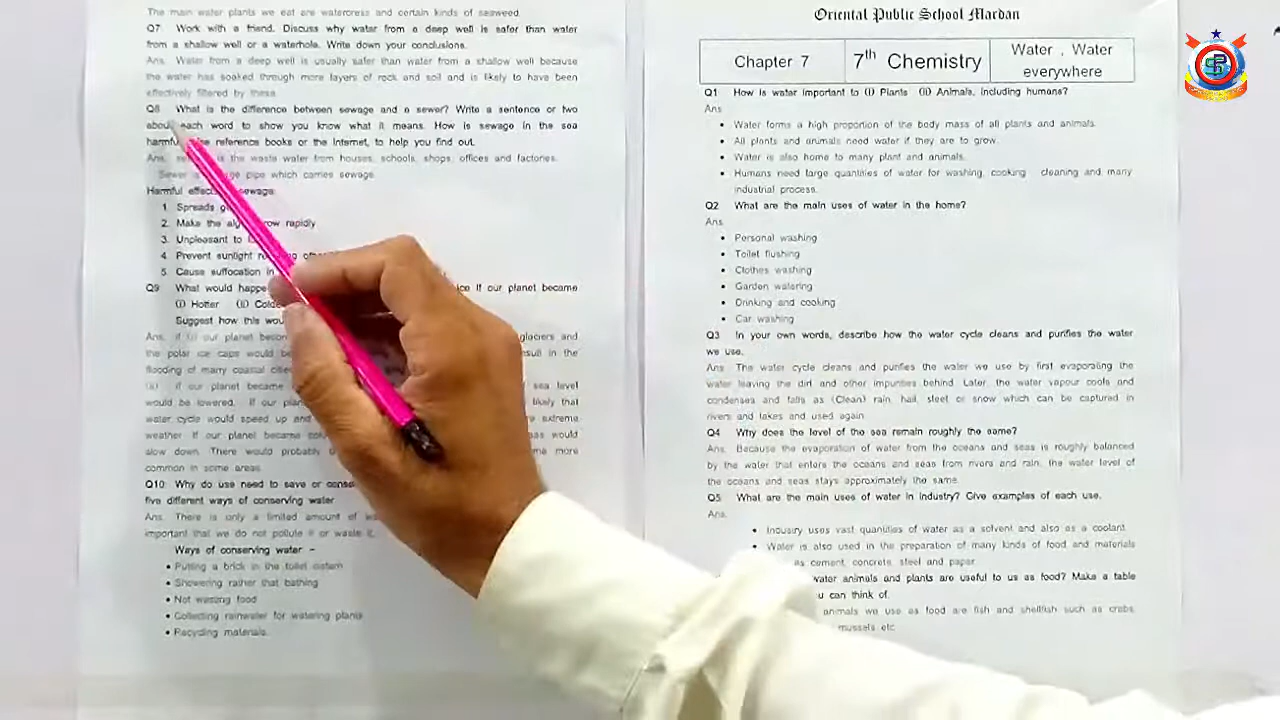 The main water plants we eat are watercress and certain kinds of seaweed.
Q7 Work with a friend. Discuss why water from a deep well is safer than water
from a shallow well or a waterhole. Write down your conclusions.
Ans. Water from a deep well is usually safer than water from a shallow well because
the water has soaked through more layers of rock and soil and is likely to have been
effectively filtered by these.
Q8 What is the difference between sewage and a sewer? Write a sentence or two
about each word to show you know what it means. How is sewage in the sea
harmful reference books or the Internet, to help you find out.
Ans. is the waste water from houses, schools, shops, offices and factories.
Sewer is pipe which carries sewage.
Harmful sewage.
1. Spreads
2. Make the rapidly
3. Unpleasant to
4. Prevent sunlight
5. Cause suffocation in
Q9 What would if our planet became
(i) Hotter (ii)
Suggest how this
Ans. if our planet glaciers and
the polar ice caps would in the
flooding of many coastal
(ii) if our planet became sea level
would be lowered. If our likely that
water cycle would speed up and extreme
weather. If our planet became would
slow down. There would probably more
common in some areas.
Q10 Why do use need to save or
five different ways of conserving water
Ans. There is only a limited amount of
important that we do not pollute it or waste it.
Ways of conserving water :-
• Putting a brick in the toilet cistern
• Showering rather that bathing
• Not wasting food
• Collecting rainwater for watering plants
• Recycling materials.
Oriental Public School Mardan
Chapter 7
7th Chemistry
Water , Water
everywhere
Q1 How is water important to (i) Plants (ii) Animals, including humans?
Ans
• Water forms a high proportion of the body mass of all plants and animals.
• All plants and animals need water if they are to grow.
• Water is also home to many plant and animals.
• Humans need large quantities of water for washing, cooking cleaning and many
industrial process.
Q2 What are the main uses of water in the home?
Ans
• Personal washing
• Toilet flushing
• Clothes washing
• Garden watering
• Drinking and cooking
• Car washing
Q3 In your own words, describe how the water cycle cleans and purifies the water
we use.
Ans The water cycle cleans and purifies the water we use by first evaporating the
water leaving the dirt and other impurities behind. Later, the water vapour cools and
condenses and falls as (Clean) rain, hail, sleet or snow which can be captured in
rivers and lakes and used again
Q4 Why does the level of the sea remain roughly the same?
Ans. Because the evaporation of water from the oceans and seas is roughly balanced
by the water that enters the oceans and seas from rivers and rain, the water level of
the oceans and seas stays approximately the same.
Q5 What are the main uses of water in industry? Give examples of each use.
Ans.
• Industry uses vast quantities of water as a solvent and also as a coolant.
• Water is also used in the preparation of many kinds of food and materials
as cement, concrete, steel and paper.
water animals and plants are useful to us as food? Make a table
u can think of.
animals we use as food are fish and shellfish such as crabs,
mussels etc